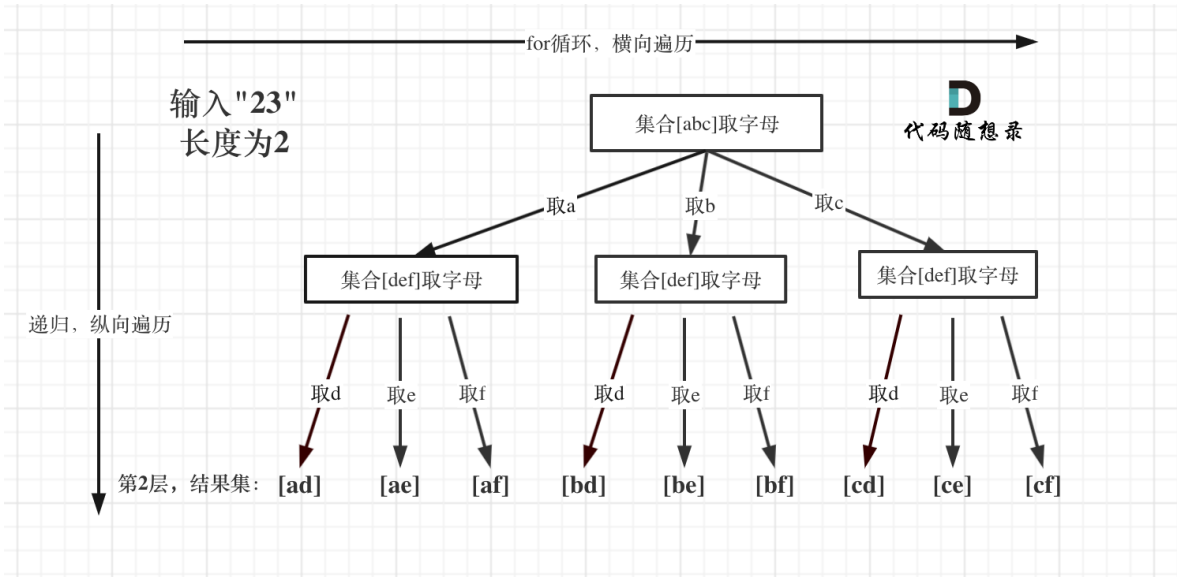 for循环，横向遍历
输入"23"
长度为2
集合[abc]取字母
代码随想录
取a
取b
取c
集合[def]取字母
集合[def]取字母
集合[def]取字母
递归，纵向遍历
取d
取e
取f
取d
取e
取f
取d
取e
取f
第2层，结果集：
[ad]
[ae]
[af]
[bd]
[be]
[bf]
[cd]
[ce]
[cf]